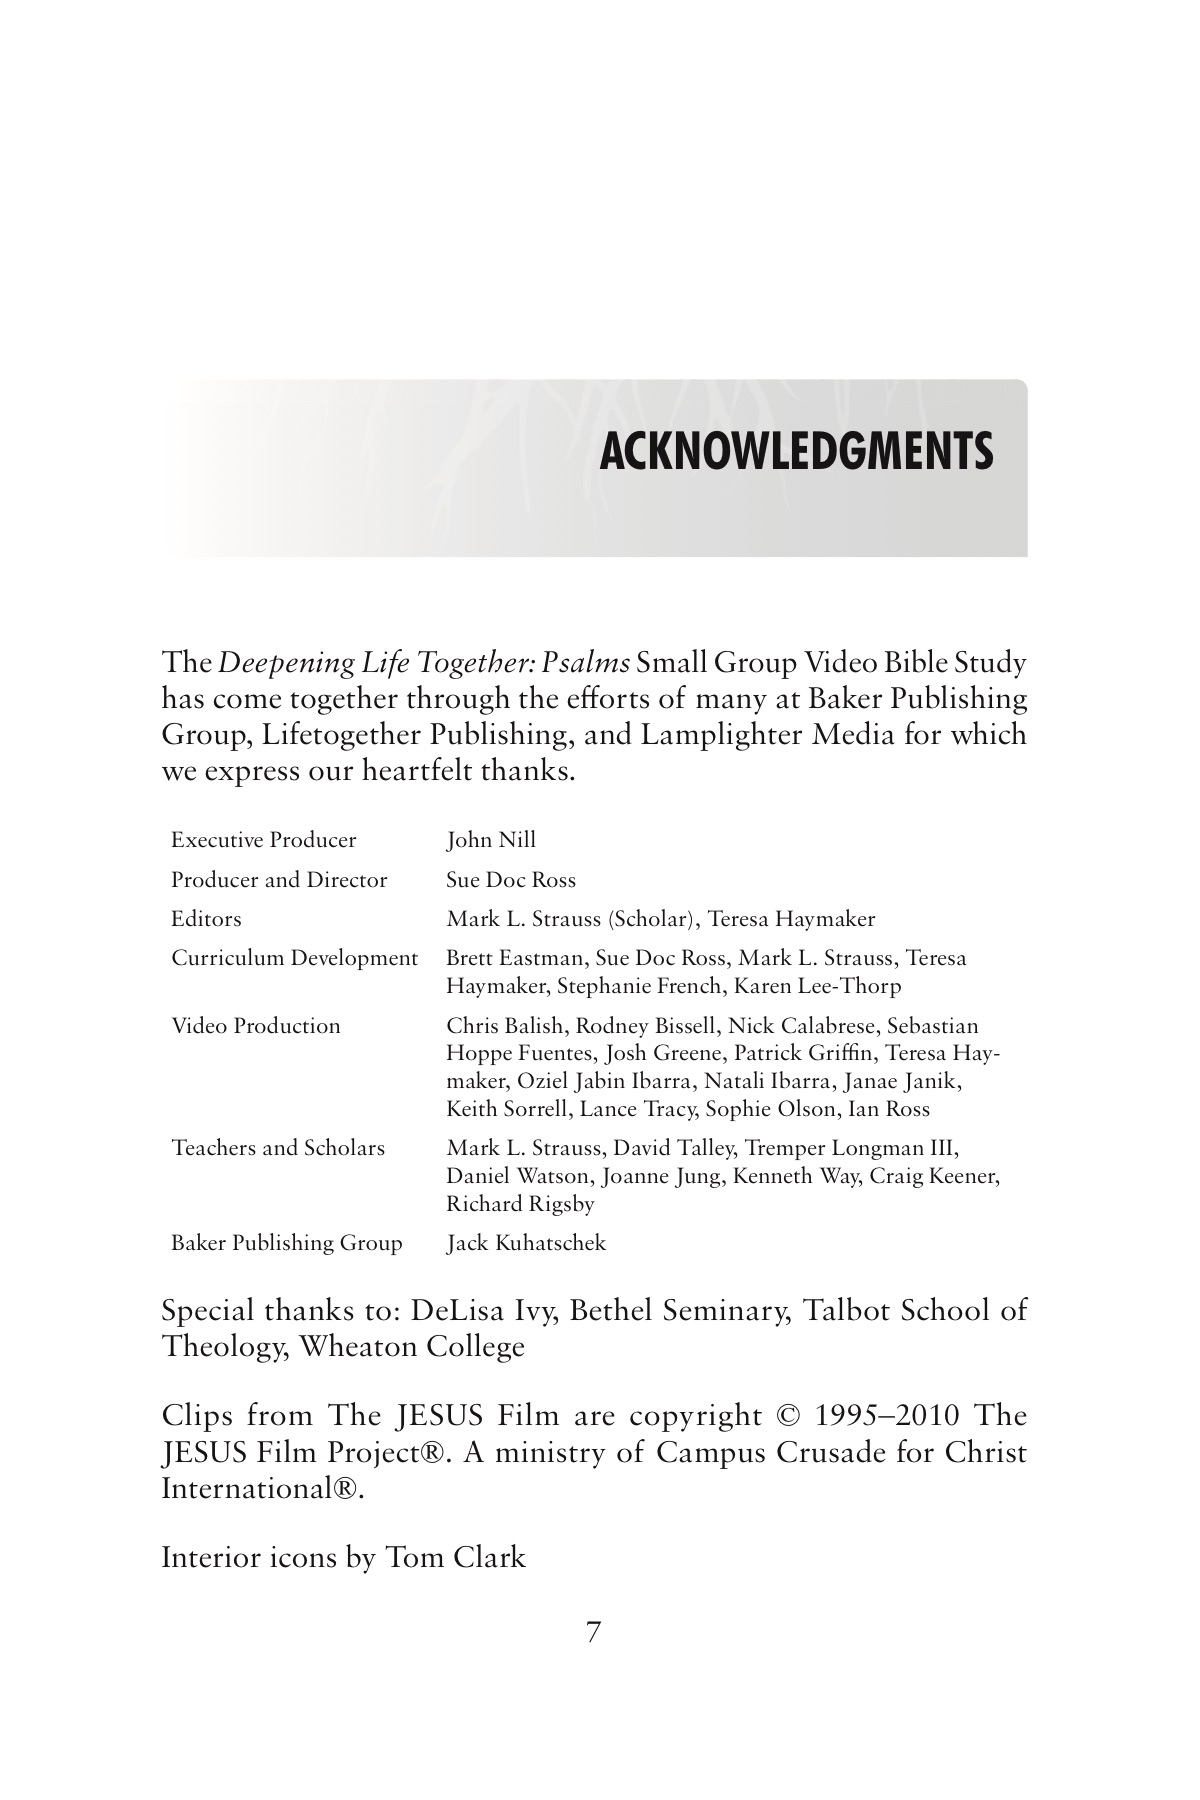 ACKNOWLEDGMENTS
The Deepening Life Together: Psalms Small Group Video Bible Study
has come together through the efforts of many at Baker Publishing
Group, Lifetogether Publishing, and Lamplighter Media for which
we express our heartfelt thanks.
Executive Producer John Nill
Producer and Director Sue Doc Ross
Editors Mark L. Strauss (Scholar), Teresa Haymaker
Curriculum Development Brett Eastman, Sue Doc Ross, Mark L. Strauss, Teresa
Haymaker, Stephanie French, Karen Lee-Thorp
Video Production Chris Balish, Rodney Bissell, Nick Calabrese, Sebastian
Hoppe Fuentes, Josh Greene, Patrick Griffin, Teresa Hay-
maker, Oziel Jabin Ibarra, Natali Ibarra, Janae Janik,
Keith Sorrell, Lance Tracy, Sophie Olson, Ian Ross
Teachers and Scholars Mark L. Strauss, David Talley, Tremper Longman III,
Daniel Watson, Joanne Jung, Kenneth Way, Craig Keener,
Richard Rigsby
Baker Publishing Group Jack Kuhatschek
Special thanks to: DeLisa Ivy, Bethel Seminary, Talbot School of
Theology, Wheaton College
Clips from The JESUS Film are copyright © 1995–2010 The
JESUS Film Project®. A ministry of Campus Crusade for Christ
International®.
Interior icons by Tom Clark
7